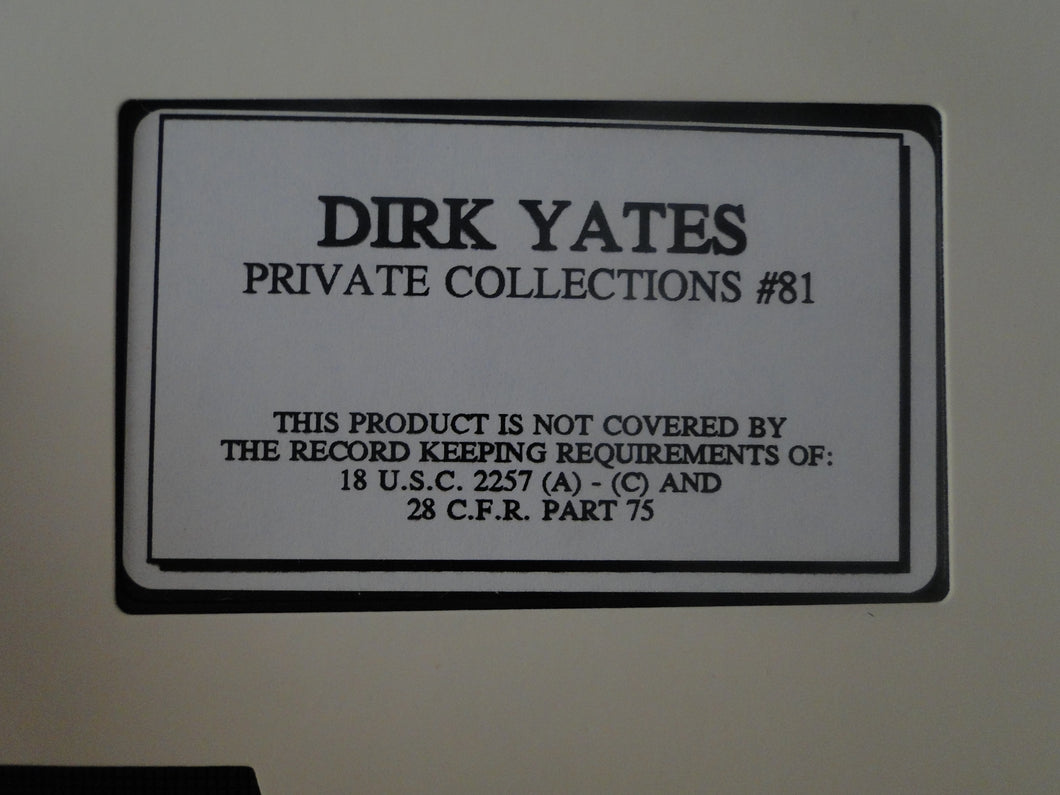 DIRK YATES
PRIVATE COLLECTIONS #81
THIS PRODUCT IS NOT COVERED BY
THE RECORD KEEPING REQUIREMENTS OF:
18 U.S.C. 2257 (A) - (C) AND
28 C.F.R. PART 75